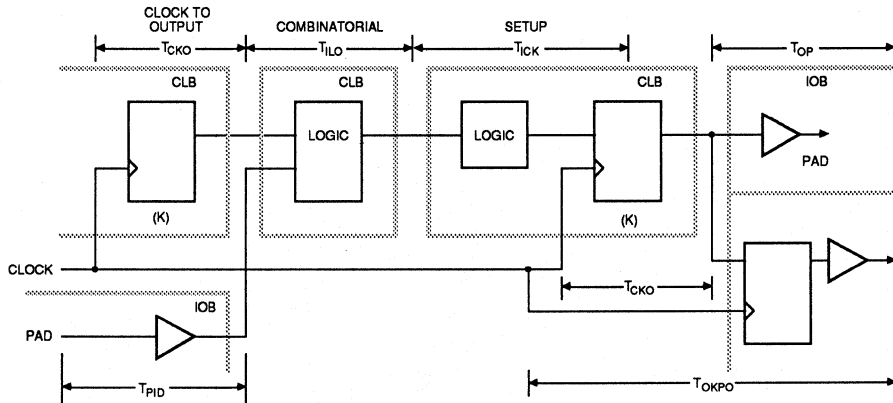 CLOCK TO
OUTPUT
COMBINATORIAL
SETUP
TCKO
TILO
TICK
TOP
CLB
CLB
CLB
IOB
LOGIC
LOGIC
PAD
(K)
(K)
CLOCK
TCKO
IOB
PAD
TPID
TOKPO